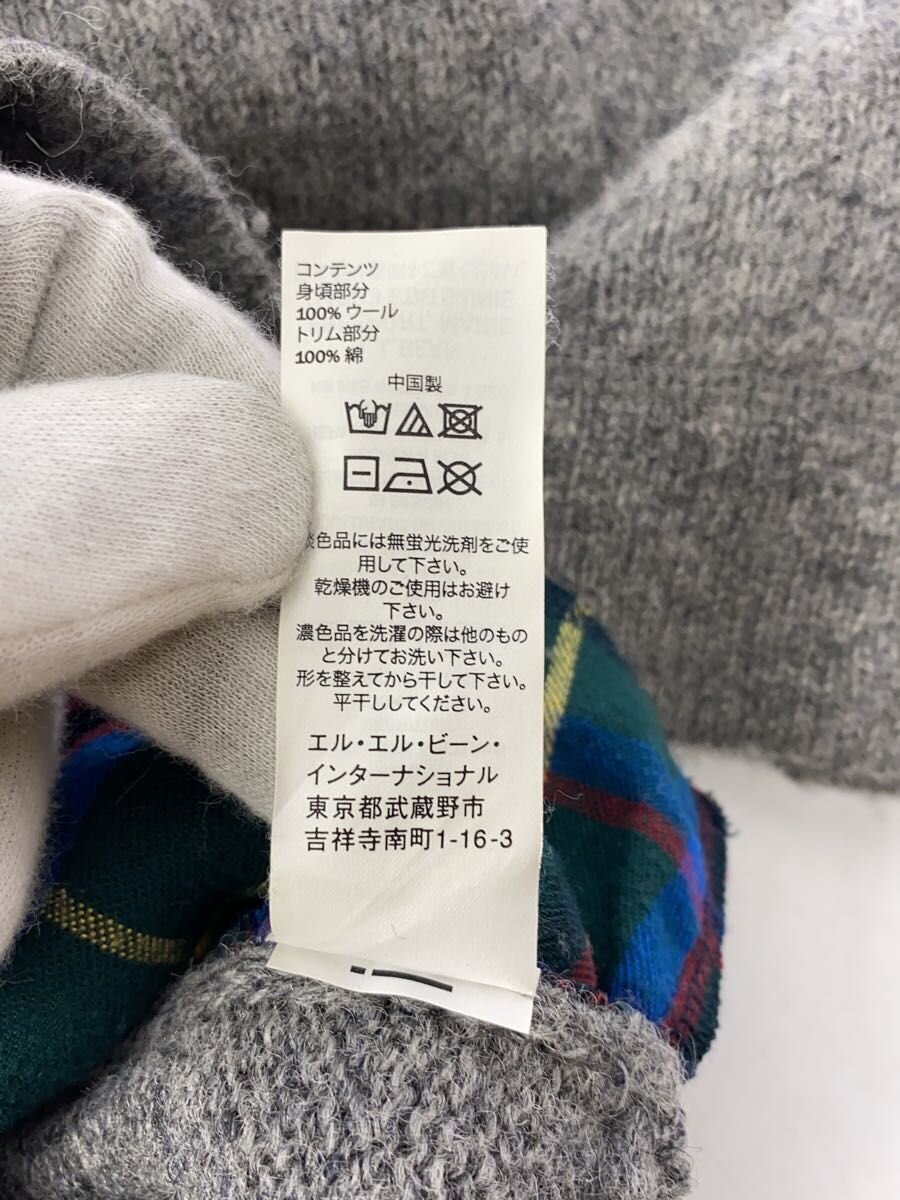 コンテンツ
身頃部分
100% ウール
トリム部分
100% 綿
中国製
色品には無蛍光洗剤をご使
用して下さい。
乾燥機のご使用はお避け
下さい。
濃色品を洗濯の際は他のもの
と分けてお洗い下さい。
形を整えてから干して下さい。
平干ししてください。
エル・エル・ビーン・
インターナショナル
東京都武蔵野市
吉祥寺南町1-16-3